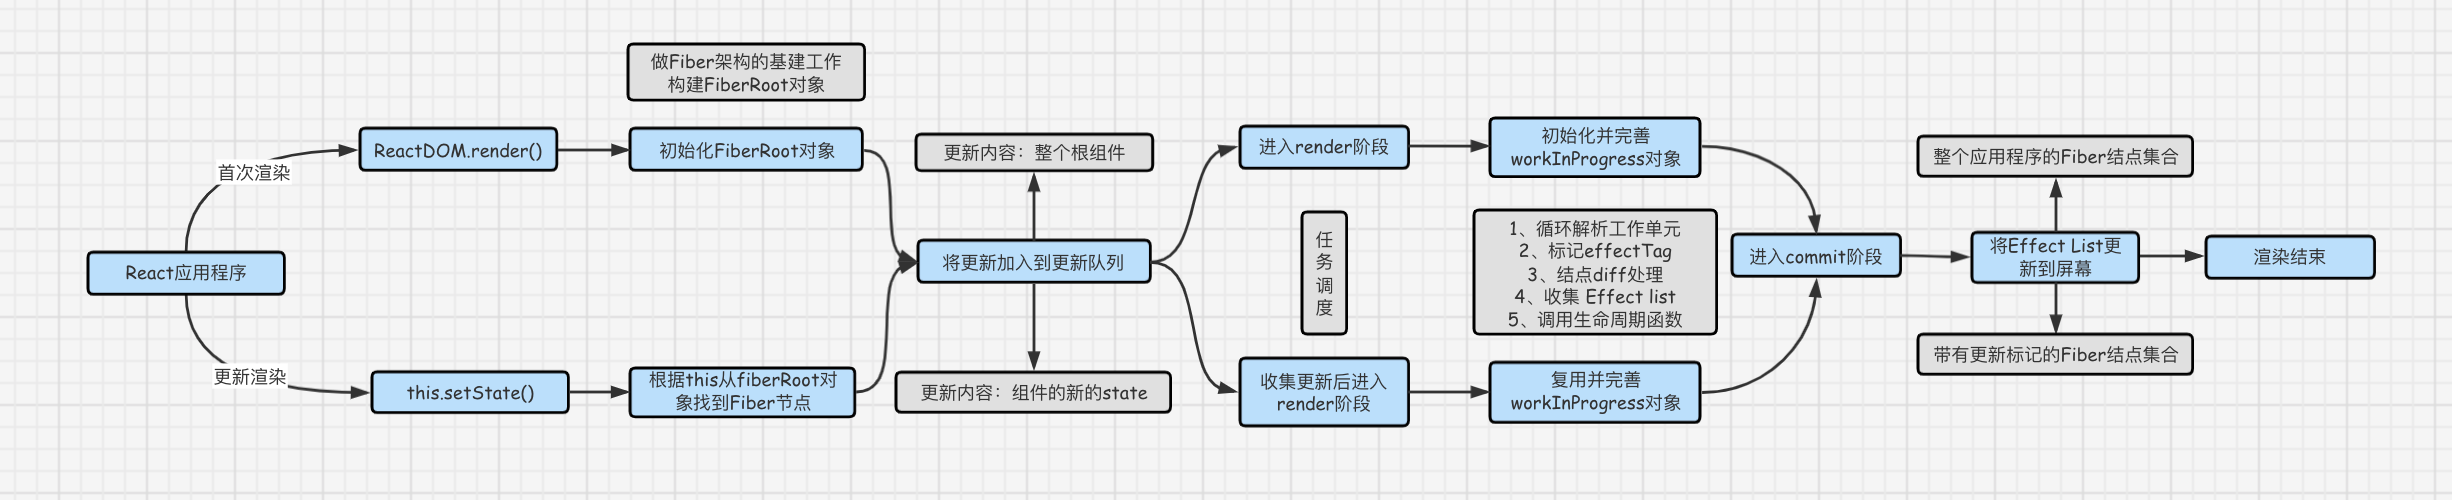 做Fiber架构的基建工作
构建FiberRoot对象
首次渲染
ReactDOM.render()
初始化FiberRoot对象
更新内容：整个根组件
进入render阶段
初始化并完善
workInProgress对象
整个应用程序的Fiber结点集合
React应用程序
将更新加入到更新队列
任
务
调
度
1、循环解析工作单元
2、标记effectTag
3、结点diff处理
4、收集 Effect list
5、调用生命周期函数
进入commit阶段
将Effect List更
新到屏幕
渲染结束
更新渲染
this.setState()
根据this从fiberRoot对
象找到Fiber节点
更新内容：组件的新的state
收集更新后进入
render阶段
复用并完善
workInProgress对象
带有更新标记的Fiber结点集合